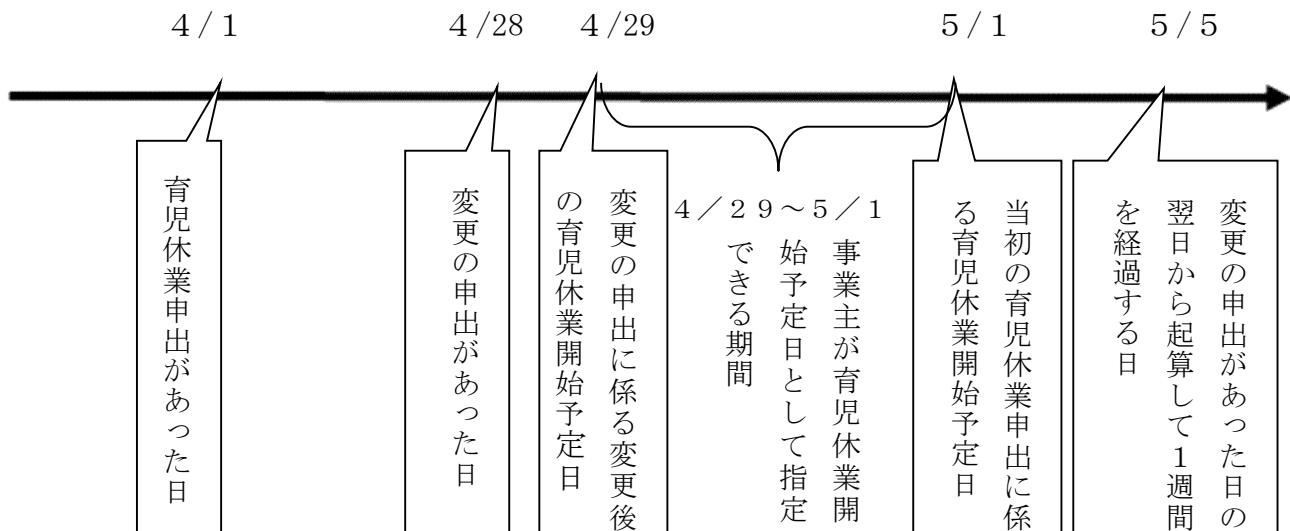 ４/１
４/28
４/29
５/１
５/５
育児休業申出があった日
変更の申出があった日
変更の申出に係る変更後
の育児休業開始予定日
４／２９～５／１
事業主が育児休業開
始予定日として指定
できる期間
当初の育児休業申出に係
る育児休業開始予定日
変更の申出があった日の
翌日から起算して１週間
を経過する日